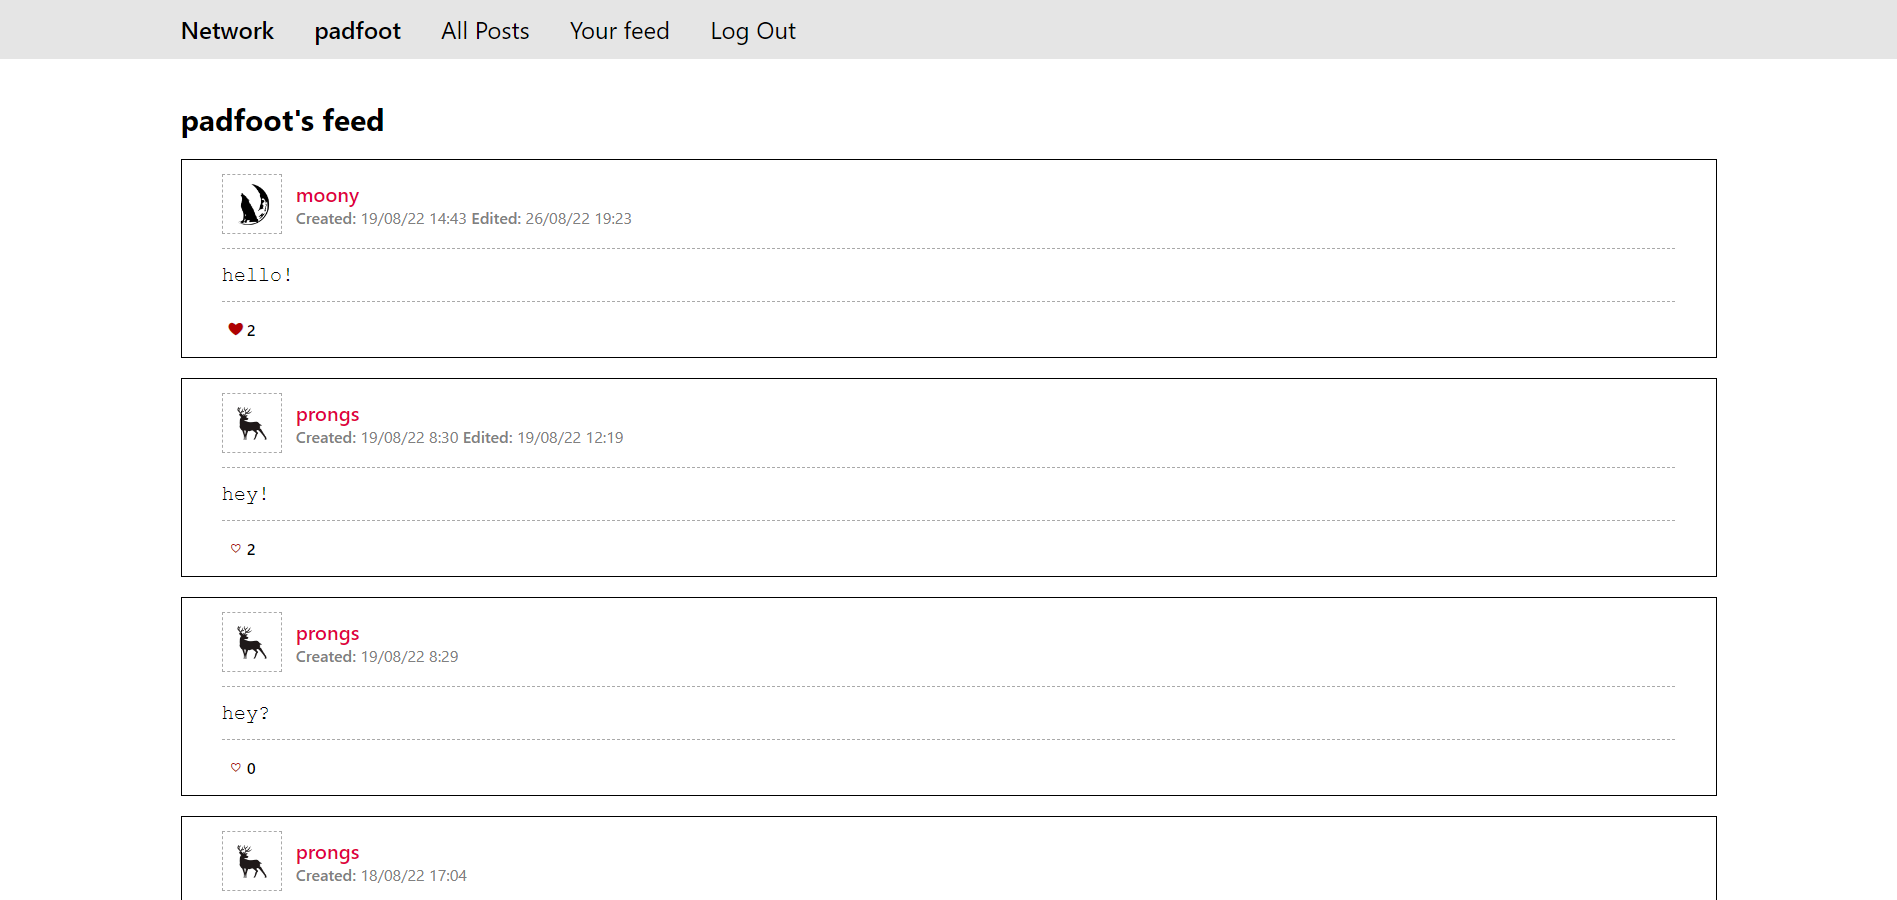 Network padfoot All Posts Your feed Log Out
padfoot's feed
moony
Created: 19/08/22 14:43 Edited: 26/08/22 19:23
hello!
2
prongs
Created: 19/08/22 8:30 Edited: 19/08/22 12:19
hey!
2
prongs
Created: 19/08/22 8:29
hey?
0
prongs
Created: 18/08/22 17:04